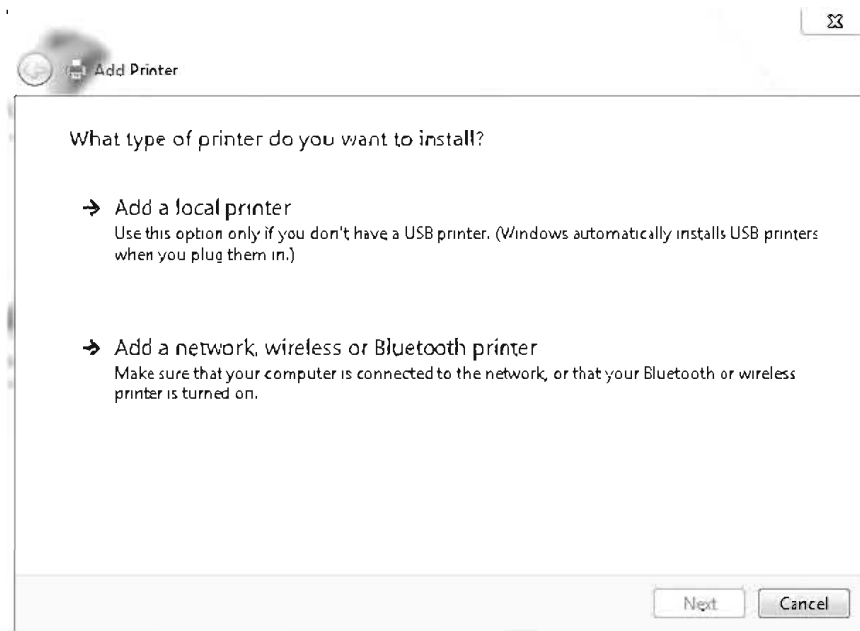 Add Printer
What type of printer do you want to install?
Add a local printer
Use this option only if you don't have a USB printer. (Windows automatically installs USB printers
when you plug them in.)
Add a network, wireless or Bluetooth printer
Make sure that your computer is connected to the network, or that your Bluetooth or wireless
printer is turned on.
Next
Cancel